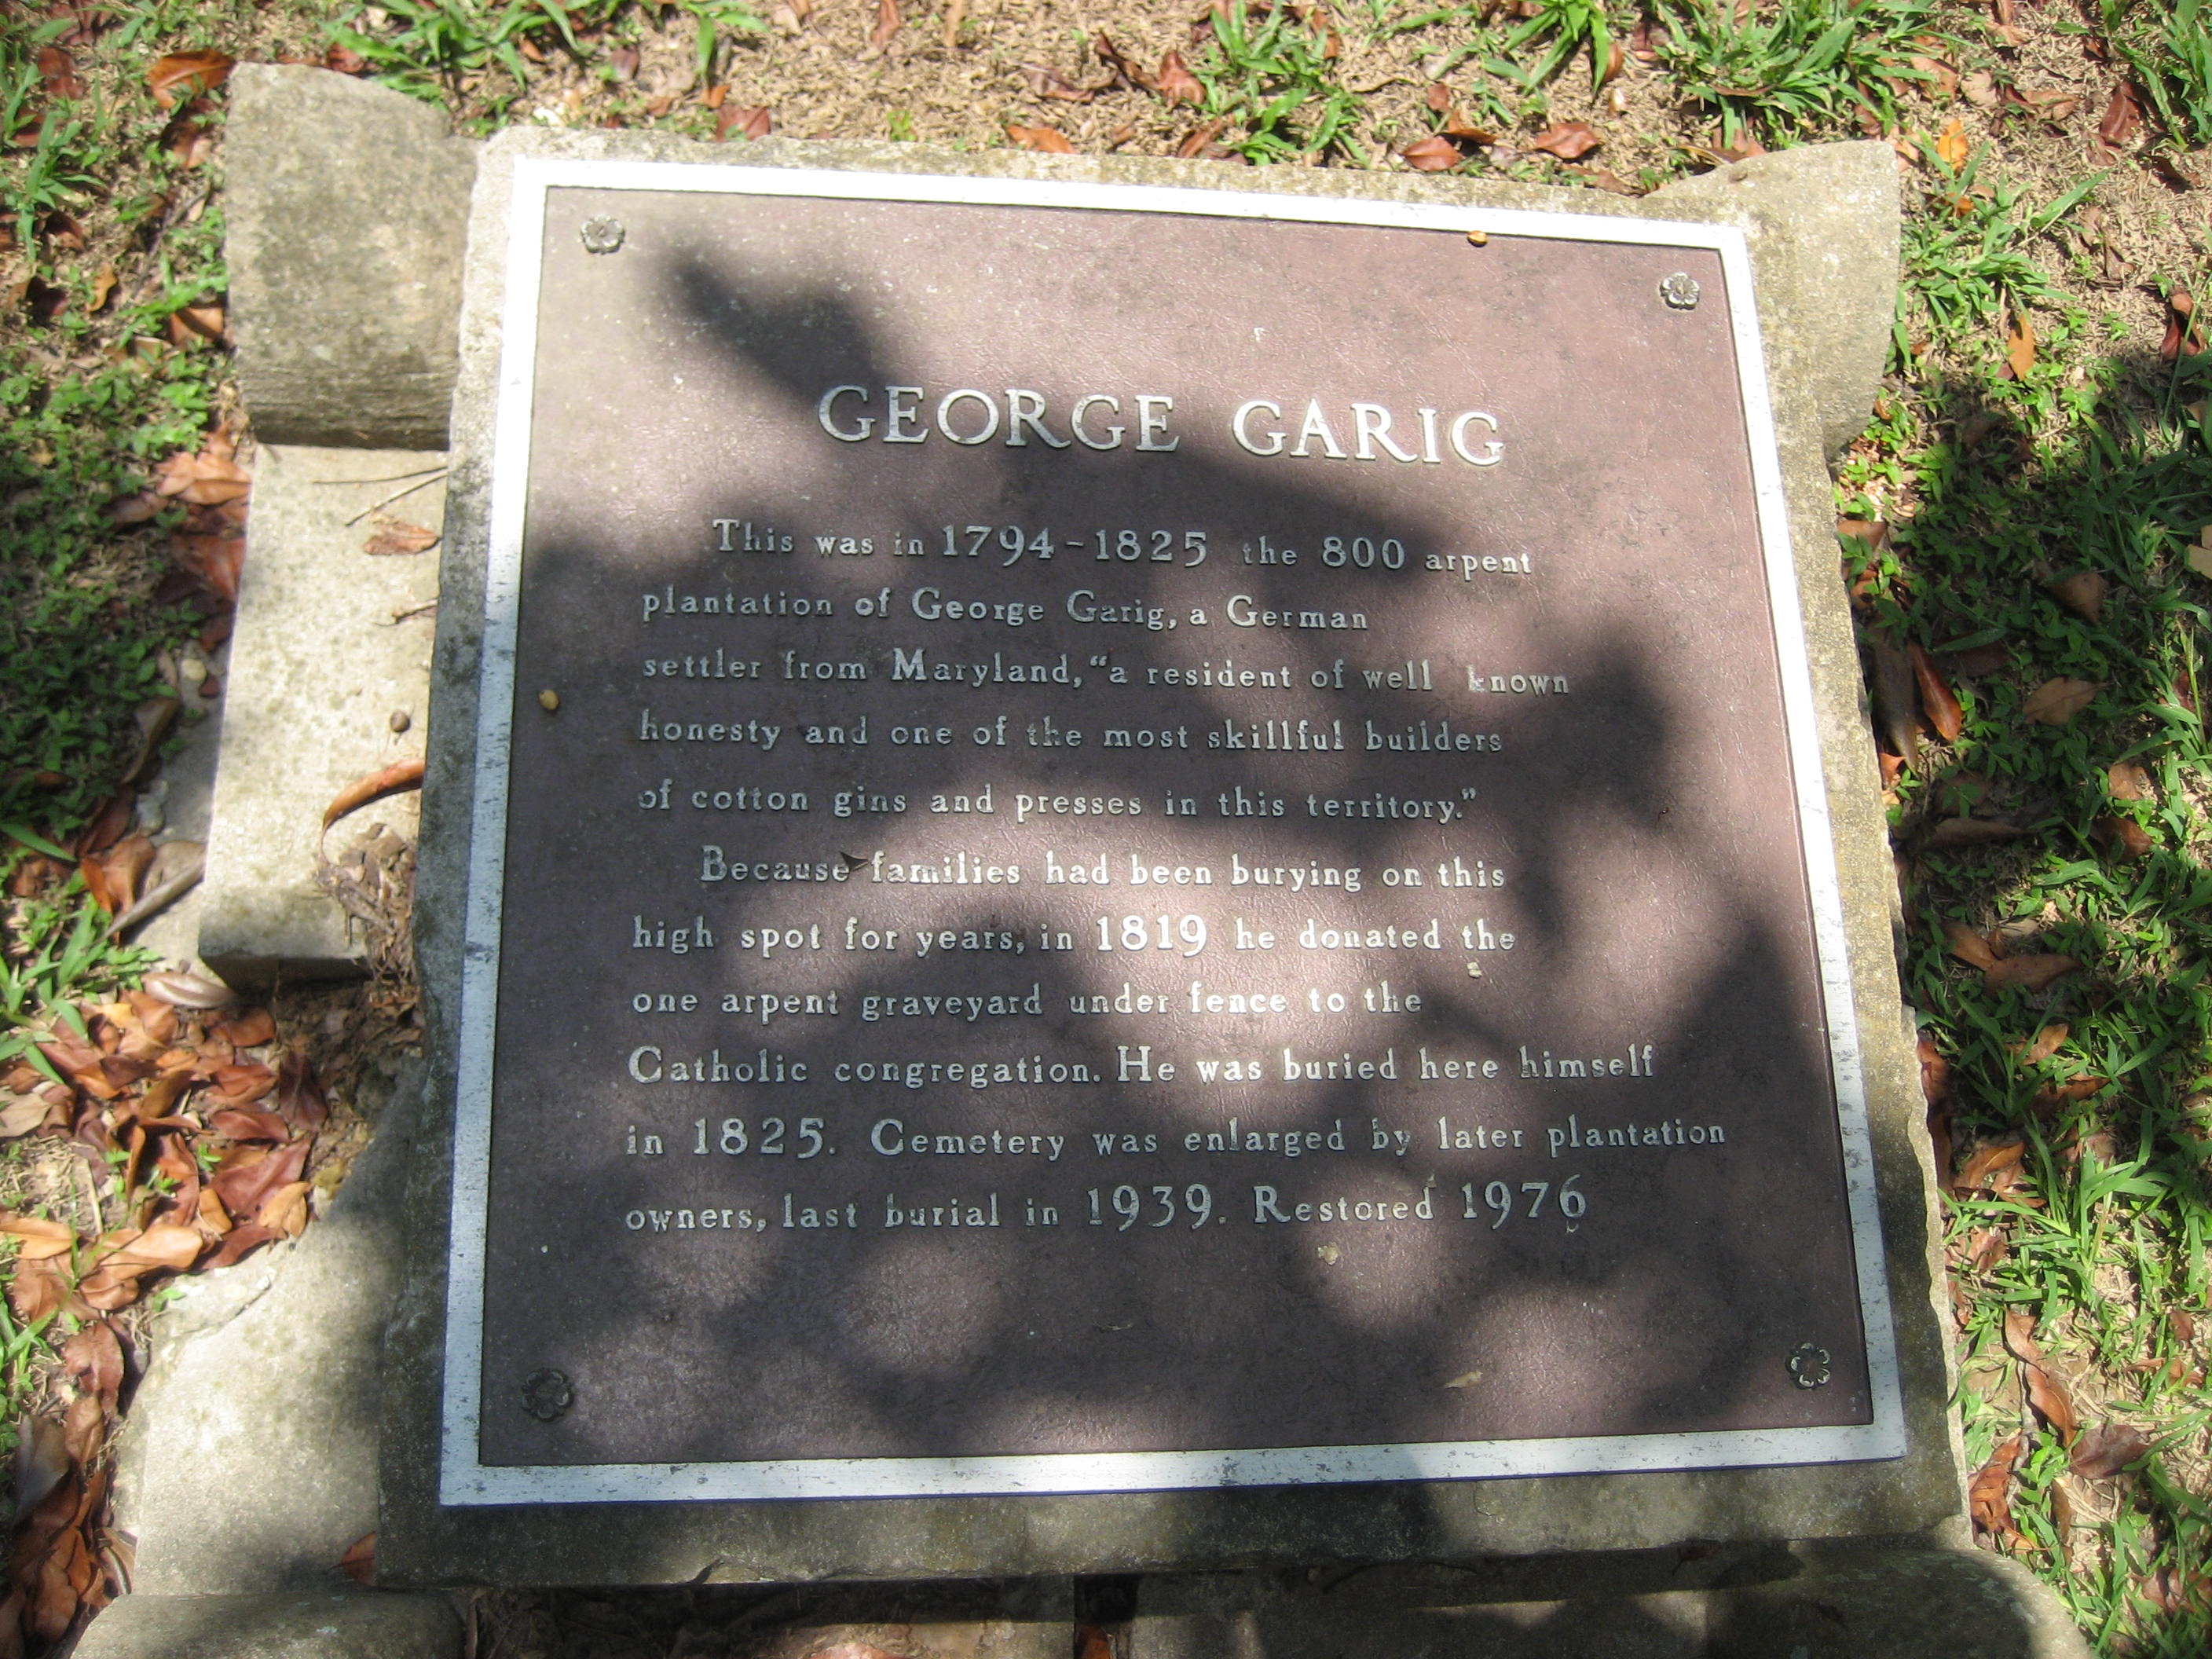 GEORGE GARIG
This was in 1794-1825 the 800 arpent
plantation of George Garig, a German
settler from Maryland, "a resident of well known
honesty and one of the most skillful builders
of cotton gins and presses in this territory."
Because families had been burying on this
high spot for years, in 1819 he donated the
one arpent graveyard under fence to the
Catholic congregation. He was buried here himself
in 1825. Cemetery was enlarged by later plantation
owners, last burial in 1939. Restored 1976